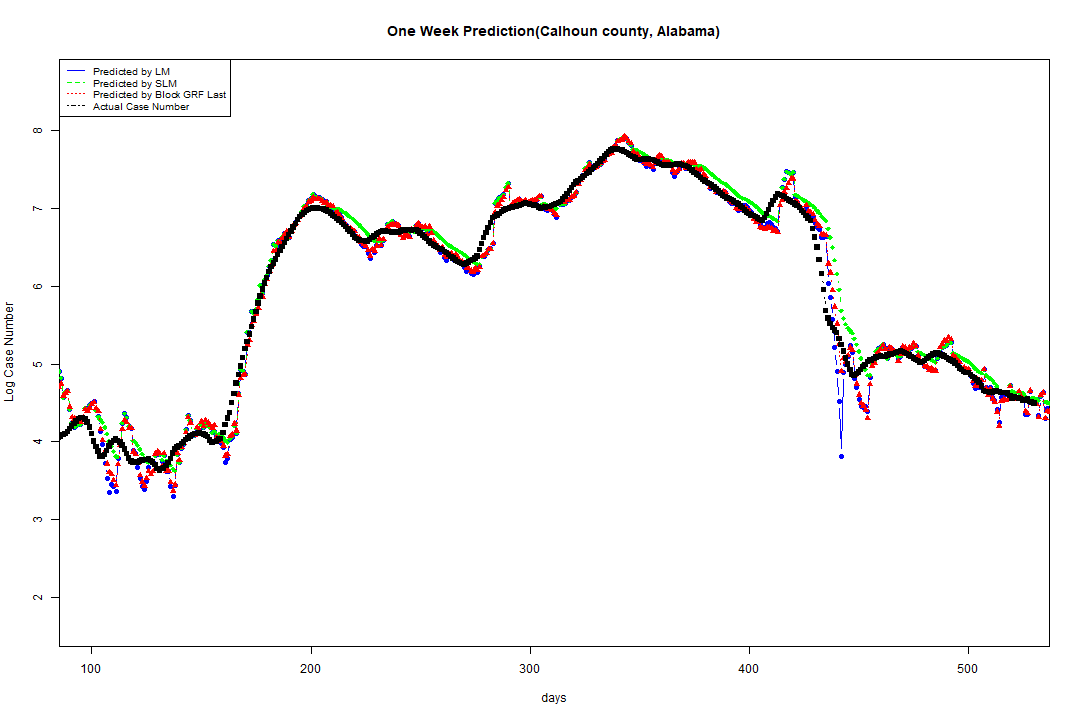 One Week Prediction(Calhoun county, Alabama)
Predicted by LM
Predicted by SLM
Predicted by Block GRF Last
Actual Case Number
Log Case Number
8
7
6
5
4
3
2
100 200 300 400 500
days